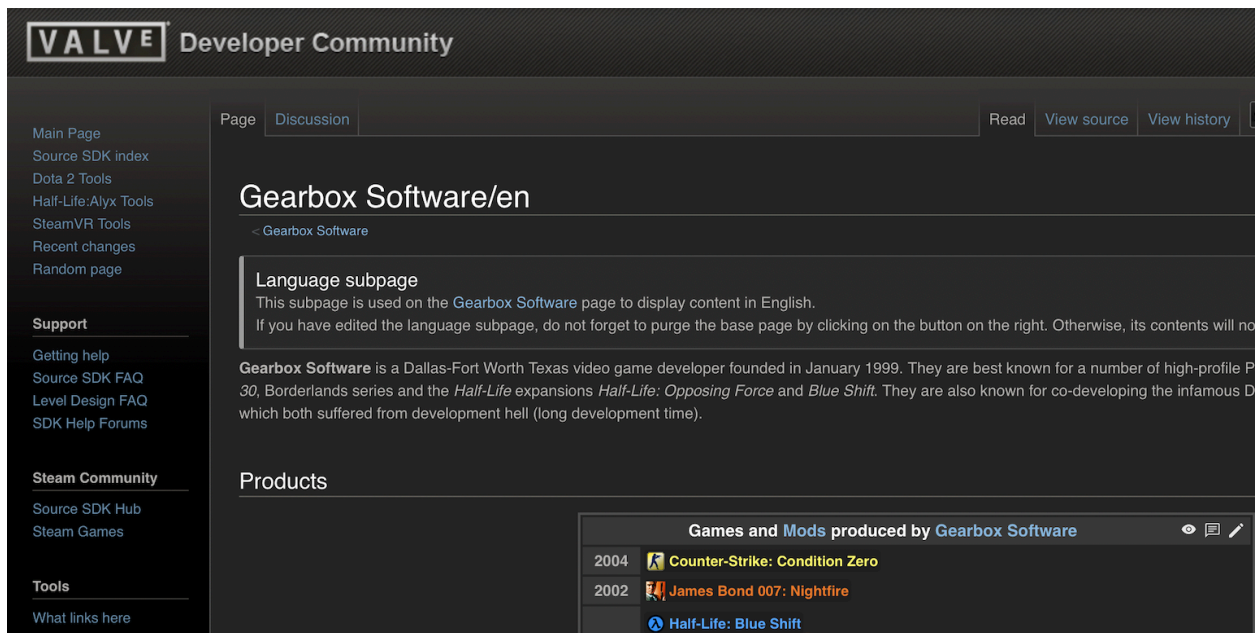 VALVE Developer Community
Main Page
Source SDK index
Dota 2 Tools
Half-Life:Alyx Tools
SteamVR Tools
Recent changes
Random page
Support
Getting help
Source SDK FAQ
Level Design FAQ
SDK Help Forums
Steam Community
Source SDK Hub
Steam Games
Tools
What links here
Page Discussion Read View source View history
Gearbox Software/en
< Gearbox Software
Language subpage
This subpage is used on the Gearbox Software page to display content in English.
If you have edited the language subpage, do not forget to purge the base page by clicking on the button on the right. Otherwise, its contents will no
Gearbox Software is a Dallas-Fort Worth Texas video game developer founded in January 1999. They are best known for a number of high-profile P
30, Borderlands series and the Half-Life expansions Half-Life: Opposing Force and Blue Shift. They are also known for co-developing the infamous D
which both suffered from development hell (long development time).
Products
Games and Mods produced by Gearbox Software
2004 Counter-Strike: Condition Zero
2002 James Bond 007: Nightfire
Half-Life: Blue Shift